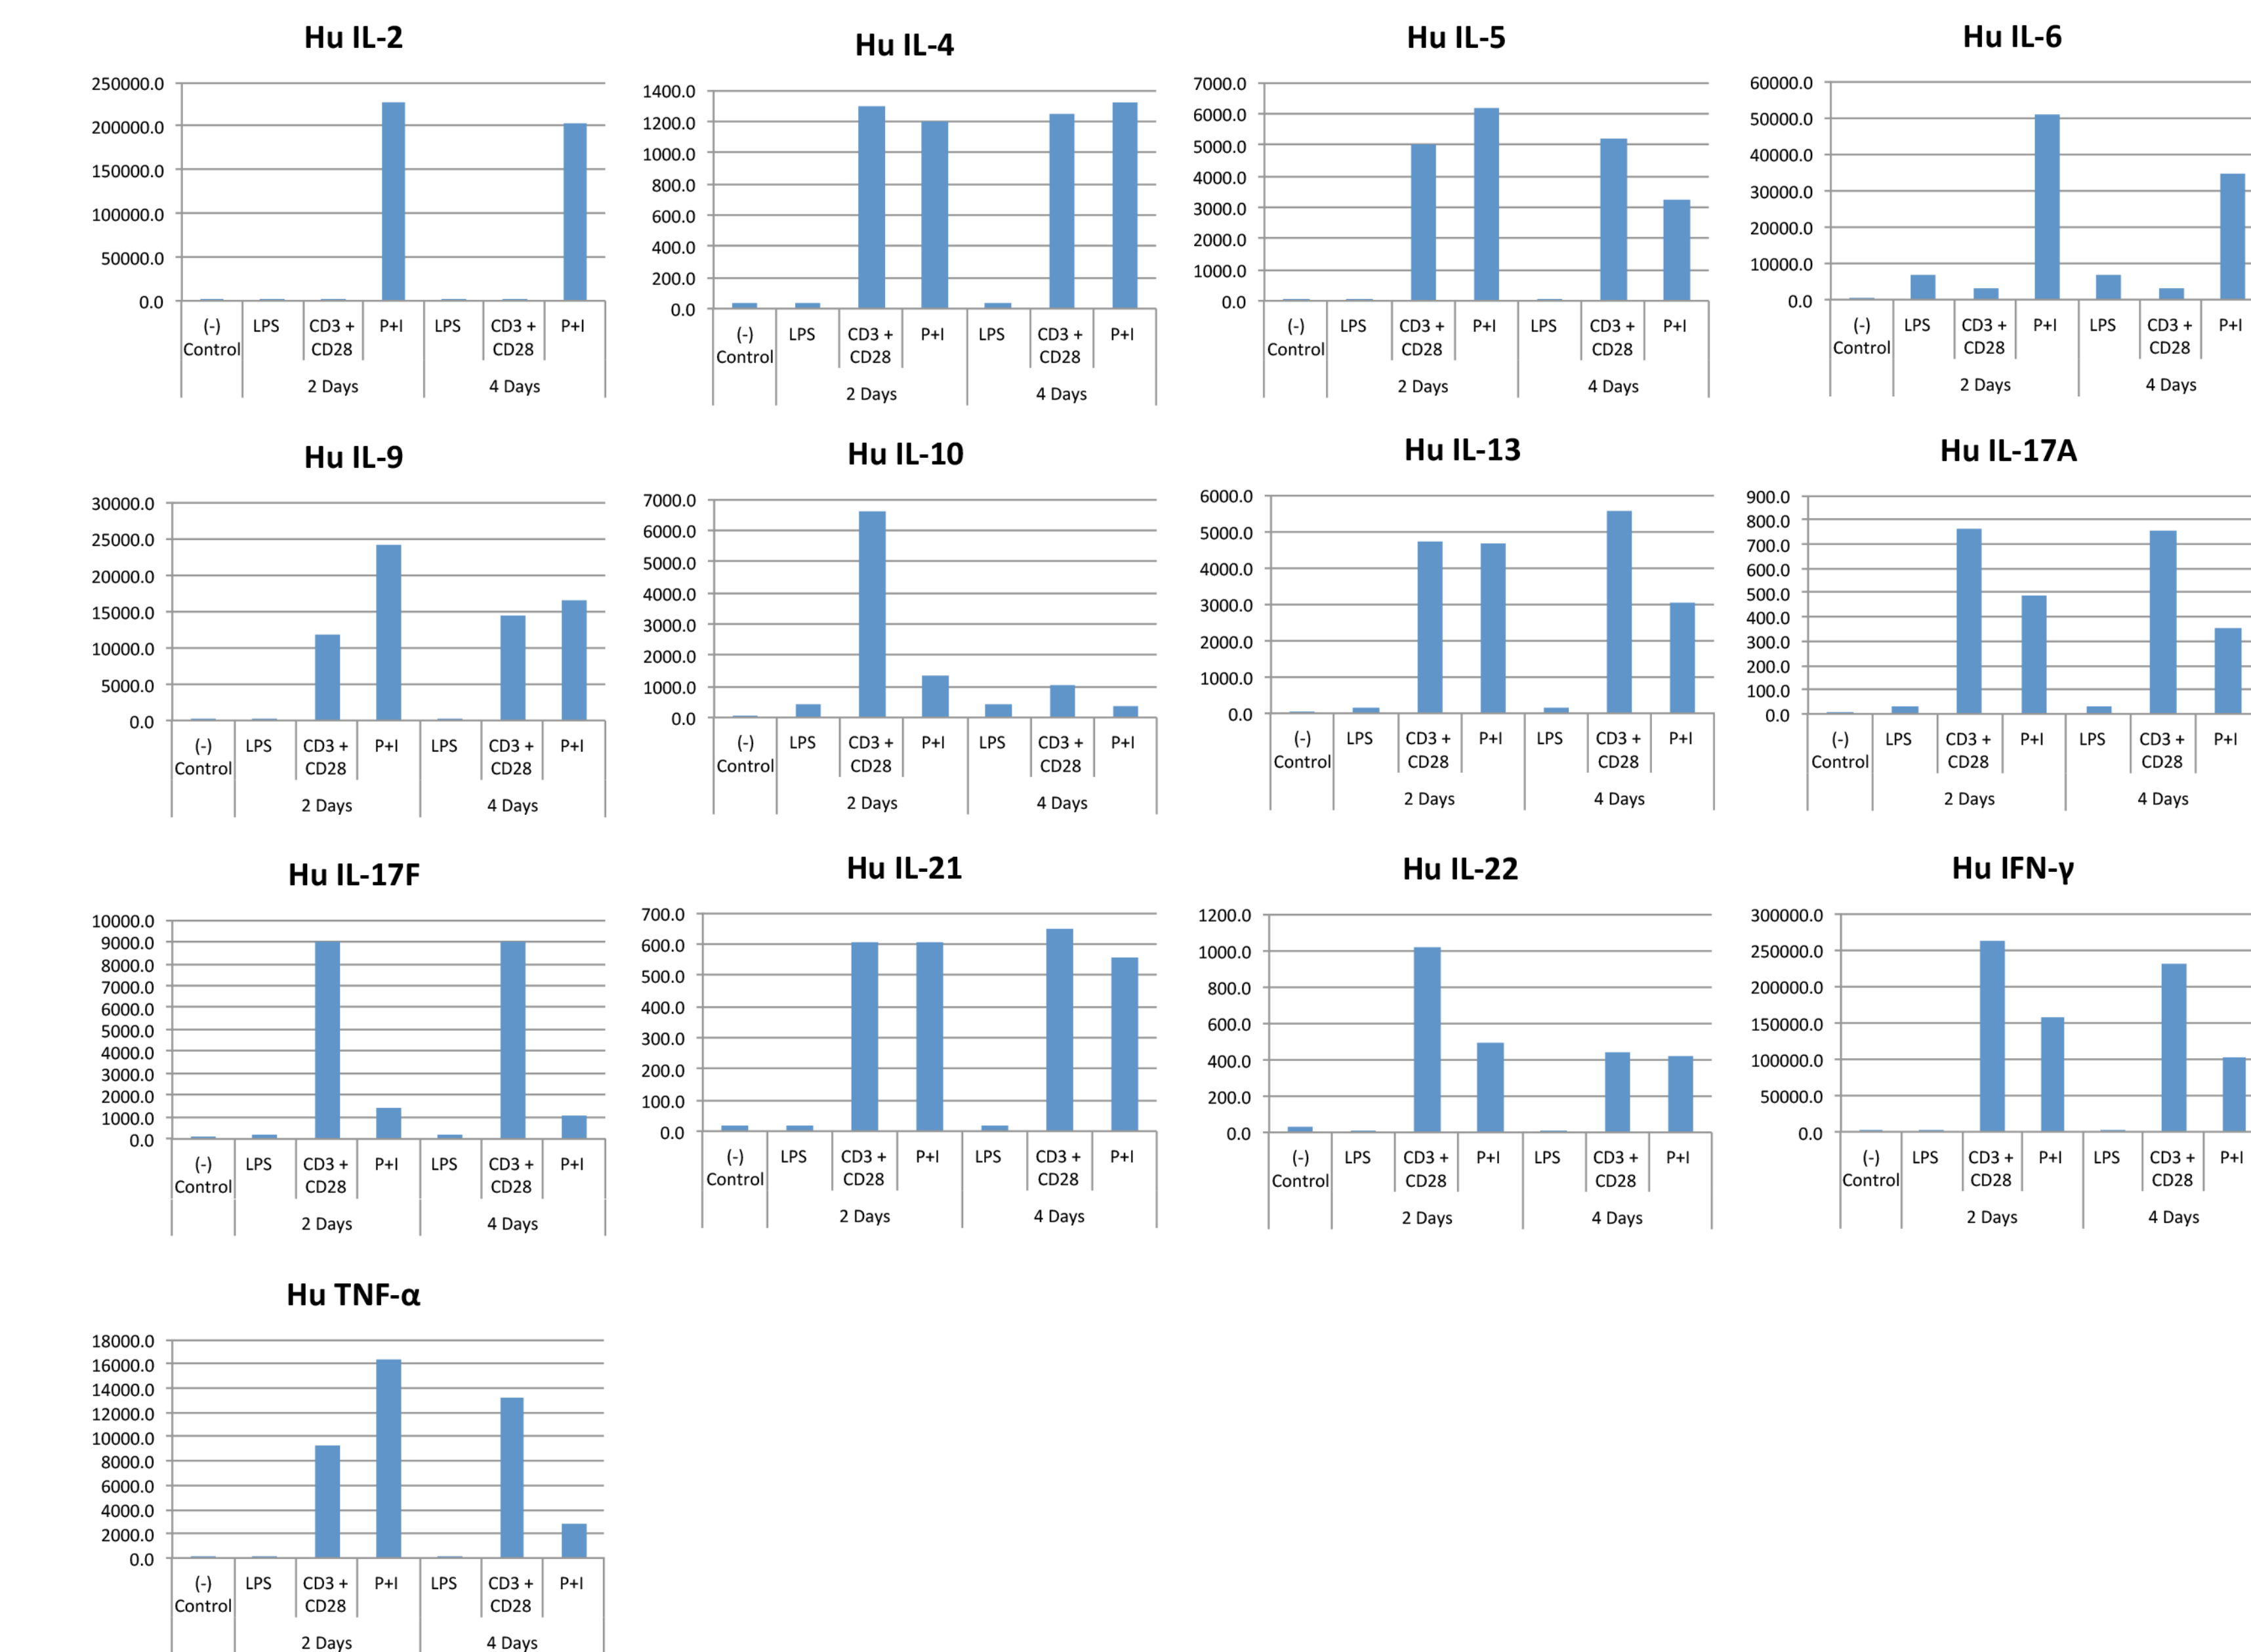 Hu IL-2
250000.0
200000.0
150000.0
100000.0
50000.0
0.0
(-) LPS CD3 + P+I LPS CD3 + P+I
Control CD28 CD28
2 Days 4 Days
Hu IL-4
1400.0
1200.0
1000.0
800.0
600.0
400.0
200.0
0.0
(-) LPS CD3 + P+I LPS CD3 + P+I
Control CD28 CD28
2 Days 4 Days
Hu IL-5
7000.0
6000.0
5000.0
4000.0
3000.0
2000.0
1000.0
0.0
(-) LPS CD3 + P+I LPS CD3 + P+I
Control CD28 CD28
2 Days 4 Days
Hu IL-6
60000.0
50000.0
40000.0
30000.0
20000.0
10000.0
0.0
(-) LPS CD3 + P+I LPS CD3 + P+I
Control CD28 CD28
2 Days 4 Days
Hu IL-9
30000.0
25000.0
20000.0
15000.0
10000.0
5000.0
0.0
(-) LPS CD3 + P+I LPS CD3 + P+I
Control CD28 CD28
2 Days 4 Days
Hu IL-10
7000.0
6000.0
5000.0
4000.0
3000.0
2000.0
1000.0
0.0
(-) LPS CD3 + P+I LPS CD3 + P+I
Control CD28 CD28
2 Days 4 Days
Hu IL-13
6000.0
5000.0
4000.0
3000.0
2000.0
1000.0
0.0
(-) LPS CD3 + P+I LPS CD3 + P+I
Control CD28 CD28
2 Days 4 Days
Hu IL-17A
900.0
800.0
700.0
600.0
500.0
400.0
300.0
200.0
100.0
0.0
(-) LPS CD3 + P+I LPS CD3 + P+I
Control CD28 CD28
2 Days 4 Days
Hu IL-17F
10000.0
9000.0
8000.0
7000.0
6000.0
5000.0
4000.0
3000.0
2000.0
1000.0
0.0
(-) LPS CD3 + P+I LPS CD3 + P+I
Control CD28 CD28
2 Days 4 Days
Hu IL-21
700.0
600.0
500.0
400.0
300.0
200.0
100.0
0.0
(-) LPS CD3 + P+I LPS CD3 + P+I
Control CD28 CD28
2 Days 4 Days
Hu IL-22
1200.0
1000.0
800.0
600.0
400.0
200.0
0.0
(-) LPS CD3 + P+I LPS CD3 + P+I
Control CD28 CD28
2 Days 4 Days
Hu IFN-γ
300000.0
250000.0
200000.0
150000.0
100000.0
50000.0
0.0
(-) LPS CD3 + P+I LPS CD3 + P+I
Control CD28 CD28
2 Days 4 Days
Hu TNF-α
18000.0
16000.0
14000.0
12000.0
10000.0
8000.0
6000.0
4000.0
2000.0
0.0
(-) LPS CD3 + P+I LPS CD3 + P+I
Control CD28 CD28
2 Days 4 Days